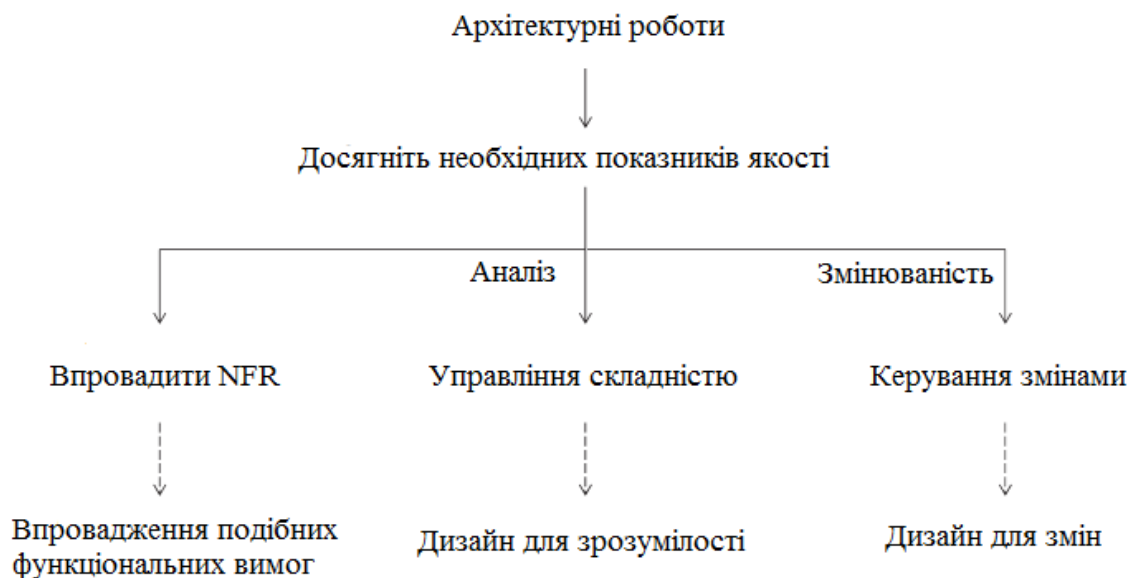 Архітектурні роботи
Досягніть необхідних показників якості
Аналіз
Змінюваність
Впровадити NFR
Управління складністю
Керування змінами
Впровадження подібних
функціональних вимог
Дизайн для зрозумілості
Дизайн для змін